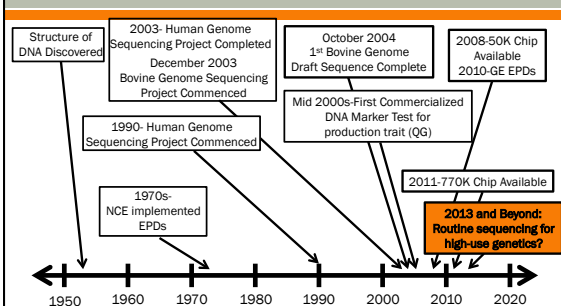 Structure of
DNA Discovered
2003- Human Genome
Sequencing Project Completed
December 2003
Bovine Genome Sequencing
Project Commenced
October 2004
1st Bovine Genome
Draft Sequence Complete
2008-50K Chip
Available
2010-GE EPDs
Mid 2000s-First Commercialized
DNA Marker Test for
production trait (QG)
1990- Human Genome
Sequencing Project Commenced
2011-770K Chip Available
1970s-
NCE implemented
EPDs
2013 and Beyond:
Routine sequencing for
high-use genetics?
1950 1960 1970 1980 1990 2000 2010 2020